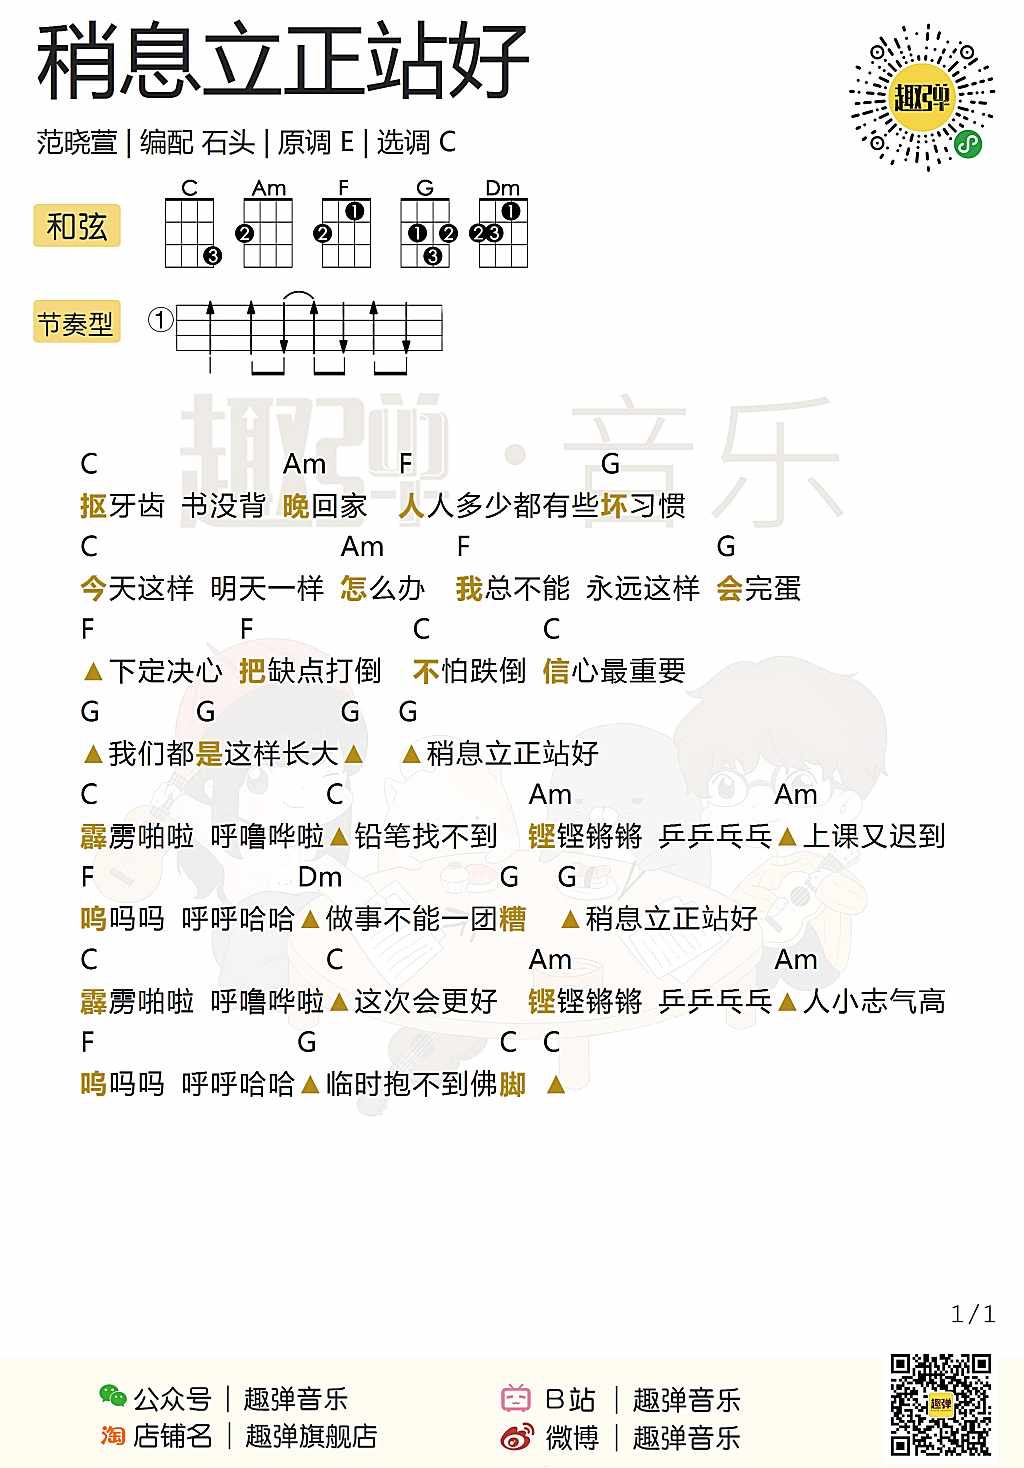 稍息立正站好
趣弹
范晓萱 | 编配 石头 | 原调 E | 选调 C
和弦
C Am F G Dm
3 2 2 1 1 2 3 2 3 1
节奏型
①
趣弹·音乐
C Am F G
抠牙齿 书没背 晚回家 人人多少都有些坏习惯
C Am F G
今天这样 明天一样 怎么办 我总不能 永远这样 会完蛋
F F C C
▲下定决心 把缺点打倒 不怕跌倒 信心最重要
G G G G
▲我们都是这样长大▲ ▲稍息立正站好
C C Am Am
霹雳啪啦 呼噜哗啦▲铅笔找不到 铿铿锵锵 乒乒乓乓▲上课又迟到
F Dm G G
呜吗吗 呼呼哈哈▲做事不能一团糟 ▲稍息立正站好
C C Am Am
霹雳啪啦 呼噜哗啦▲这次会更好 铿铿锵锵 乒乒乓乓▲人小志气高
F G C C
呜吗吗 呼呼哈哈▲临时抱不到佛脚 ▲
1/1
公众号 | 趣弹音乐
B站 | 趣弹音乐
趣弹
淘 店铺名 | 趣弹旗舰店
微博 | 趣弹音乐